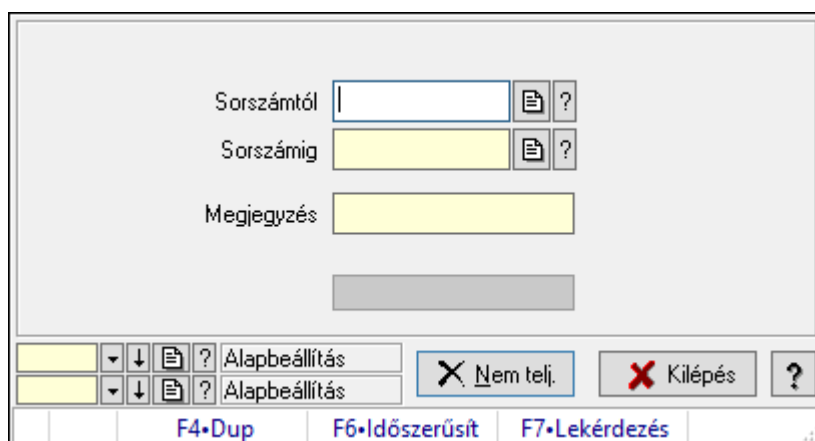 Sorszámtól ?
Sorszámig ?
Megjegyzés
? Alapbeállítás
? Alapbeállítás
Nem telj.
Kilépés
?
F4•Dup F6•Időszerűsít F7•Lekérdezés